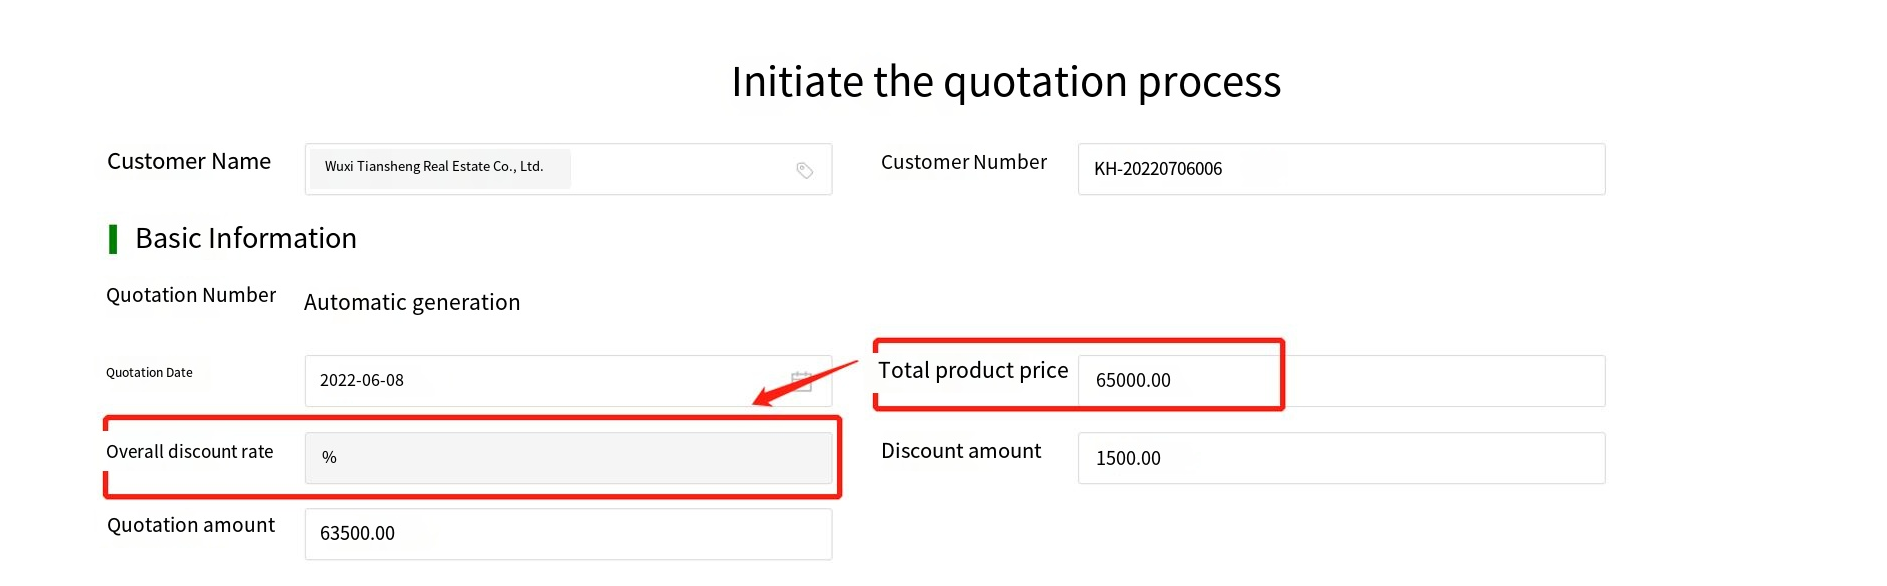 Initiate the quotation process
Customer Name Wuxi Tiansheng Real Estate Co., Ltd. Customer Number KH-20220706006
Basic Information
Quotation Number Automatic generation
Quotation Date 2022-06-08 Total product price 65000.00
Overall discount rate % Discount amount 1500.00
Quotation amount 63500.00